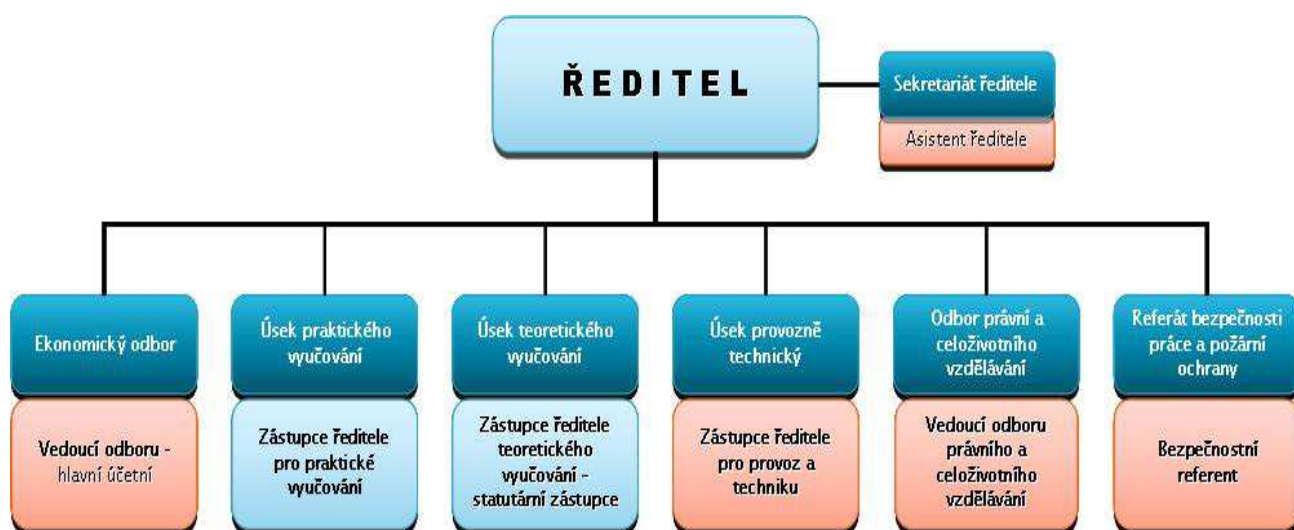 ŘEDITEL
Sekretariát ředitele
Asistent ředitele
Ekonomický odbor
Vedoucí odboru -
hlavní účetní
Úsek praktického
vyučování
Zástupce ředitele
pro praktické
vyučování
Úsek teoretického
vyučování
Zástupce ředitele
teoretického
vyučování -
statutární zástupce
Úsek provozně
technický
Zástupce ředitele
pro provoz a
techniku
Odbor právní a
celoživotního
vzdělávání
Vedoucí odboru
právního a
celoživotního
vzdělávání
Referát bezpečnosti
práce a požární
ochrany
Bezpečnostní
referent